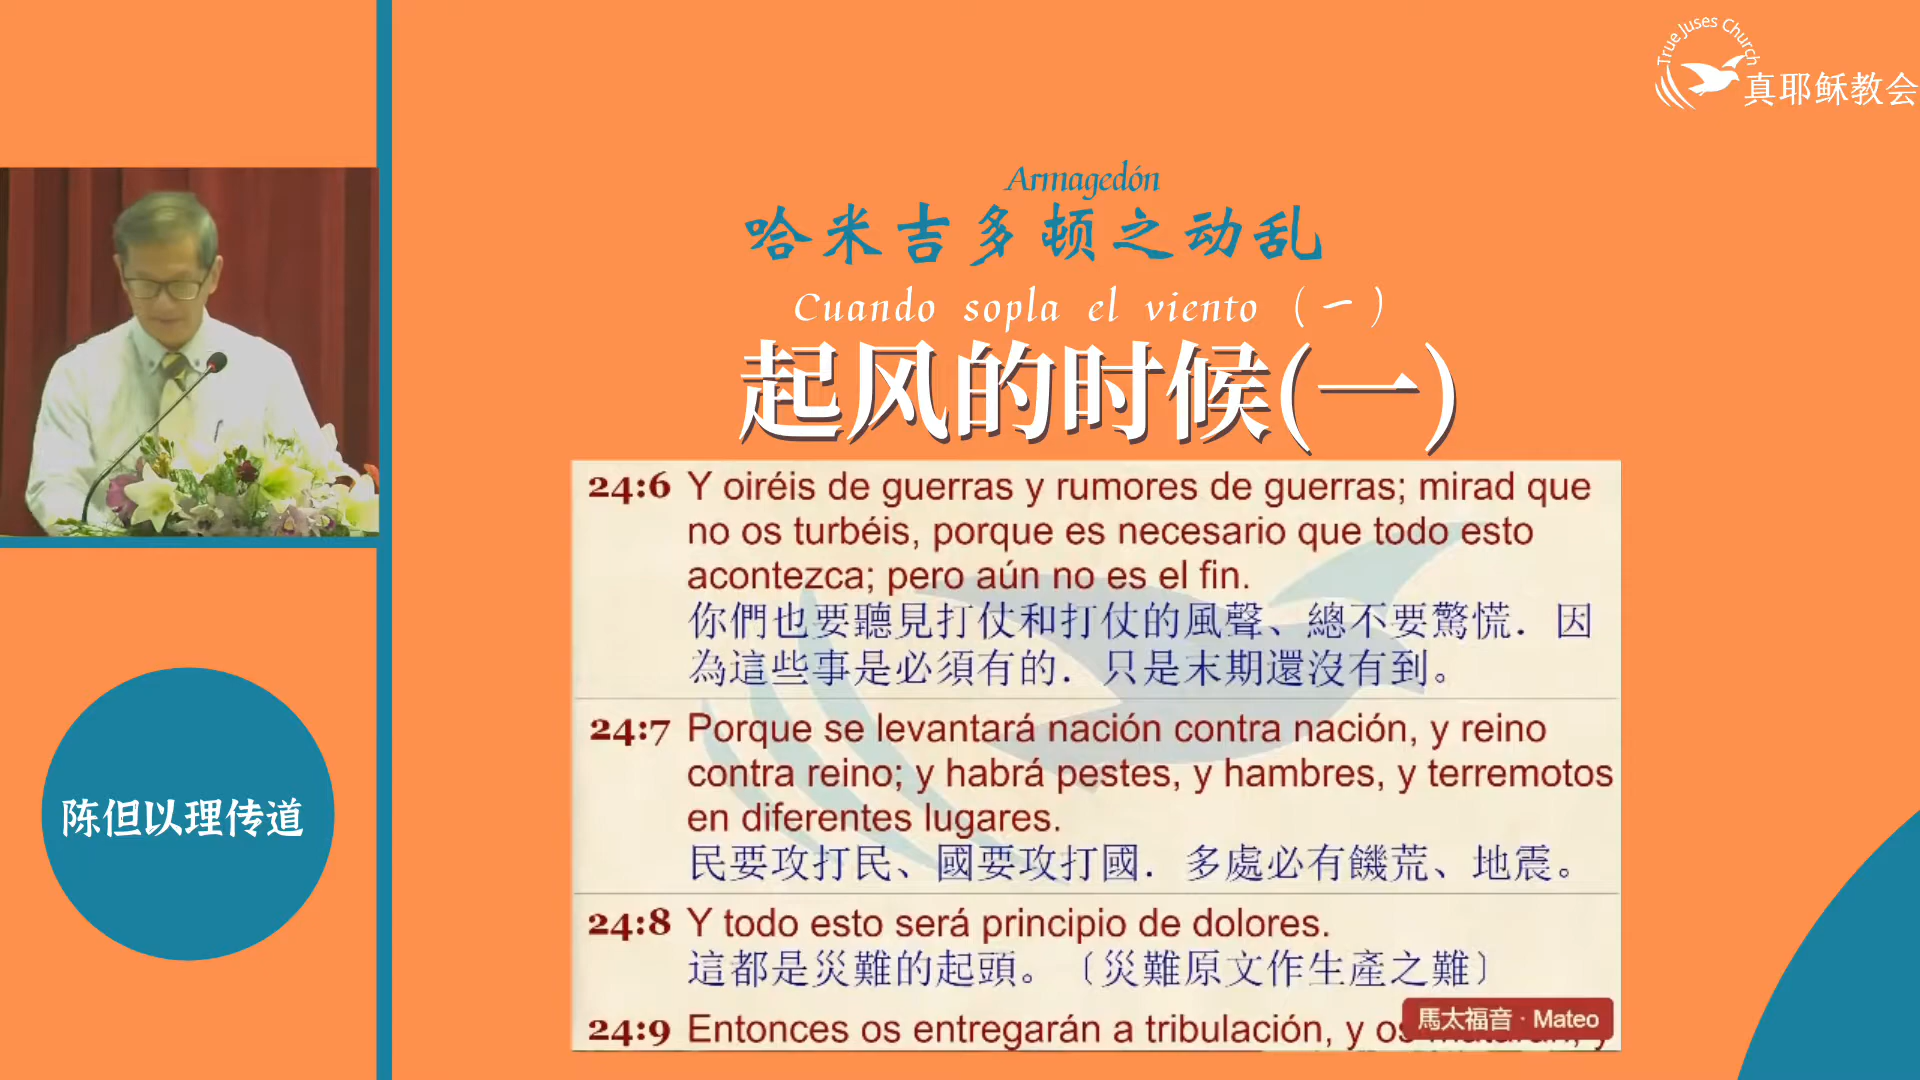 True Juses Church
真耶稣教会
Armagedón
哈米吉多顿之动乱
Cuando sopla el viento (一)
起风的时候(一)
24:6 Y oiréis de guerras y rumores de guerras; mirad que
no os turbéis, porque es necesario que todo esto
acontezca; pero aún no es el fin.
你們也要聽見打仗和打仗的風聲、總不要驚慌．因
為這些事是必須有的．只是末期還沒有到。
24:7 Porque se levantará nación contra nación, y reino
contra reino; y habrá pestes, y hambres, y terremotos
en diferentes lugares.
民要攻打民、國要攻打國．多處必有饑荒、地震。
24:8 Y todo esto será principio de dolores.
這都是災難的起頭。〔災難原文作生產之難〕
24:9 Entonces os entregarán a tribulación, y os
馬太福音 · Mateo
陈但以理传道